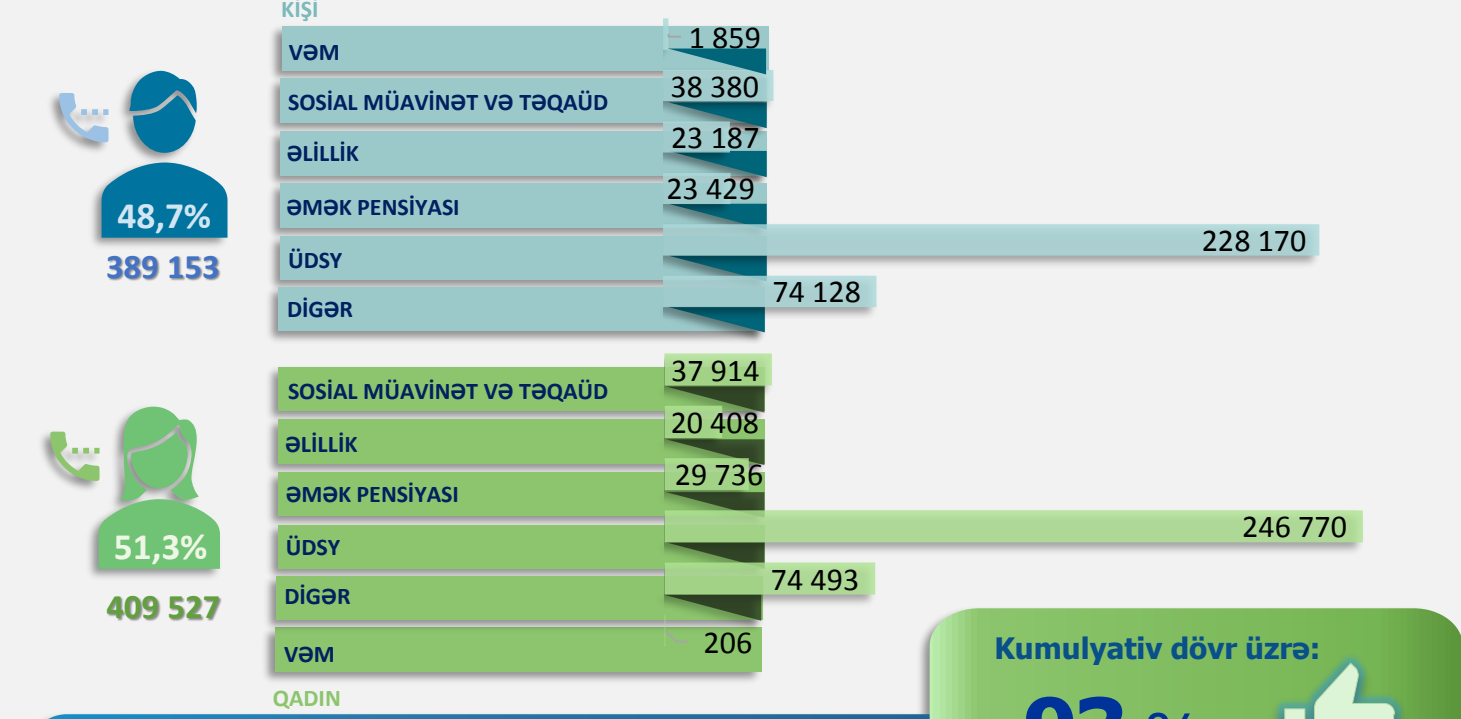 KİŞİ
VƏM 1 859
SOSİAL MÜAVİNƏT VƏ TƏQAÜD 38 380
ƏLİLLİK 23 187
ƏMƏK PENSİYASI 23 429
ÜDSY 228 170
DİGƏR 74 128
48,7%
389 153
SOSİAL MÜAVİNƏT VƏ TƏQAÜD 37 914
ƏLİLLİK 20 408
ƏMƏK PENSİYASI 29 736
ÜDSY 246 770
DİGƏR 74 493
VƏM 206
51,3%
409 527
QADIN
Kumulyativ dövr üzrə: